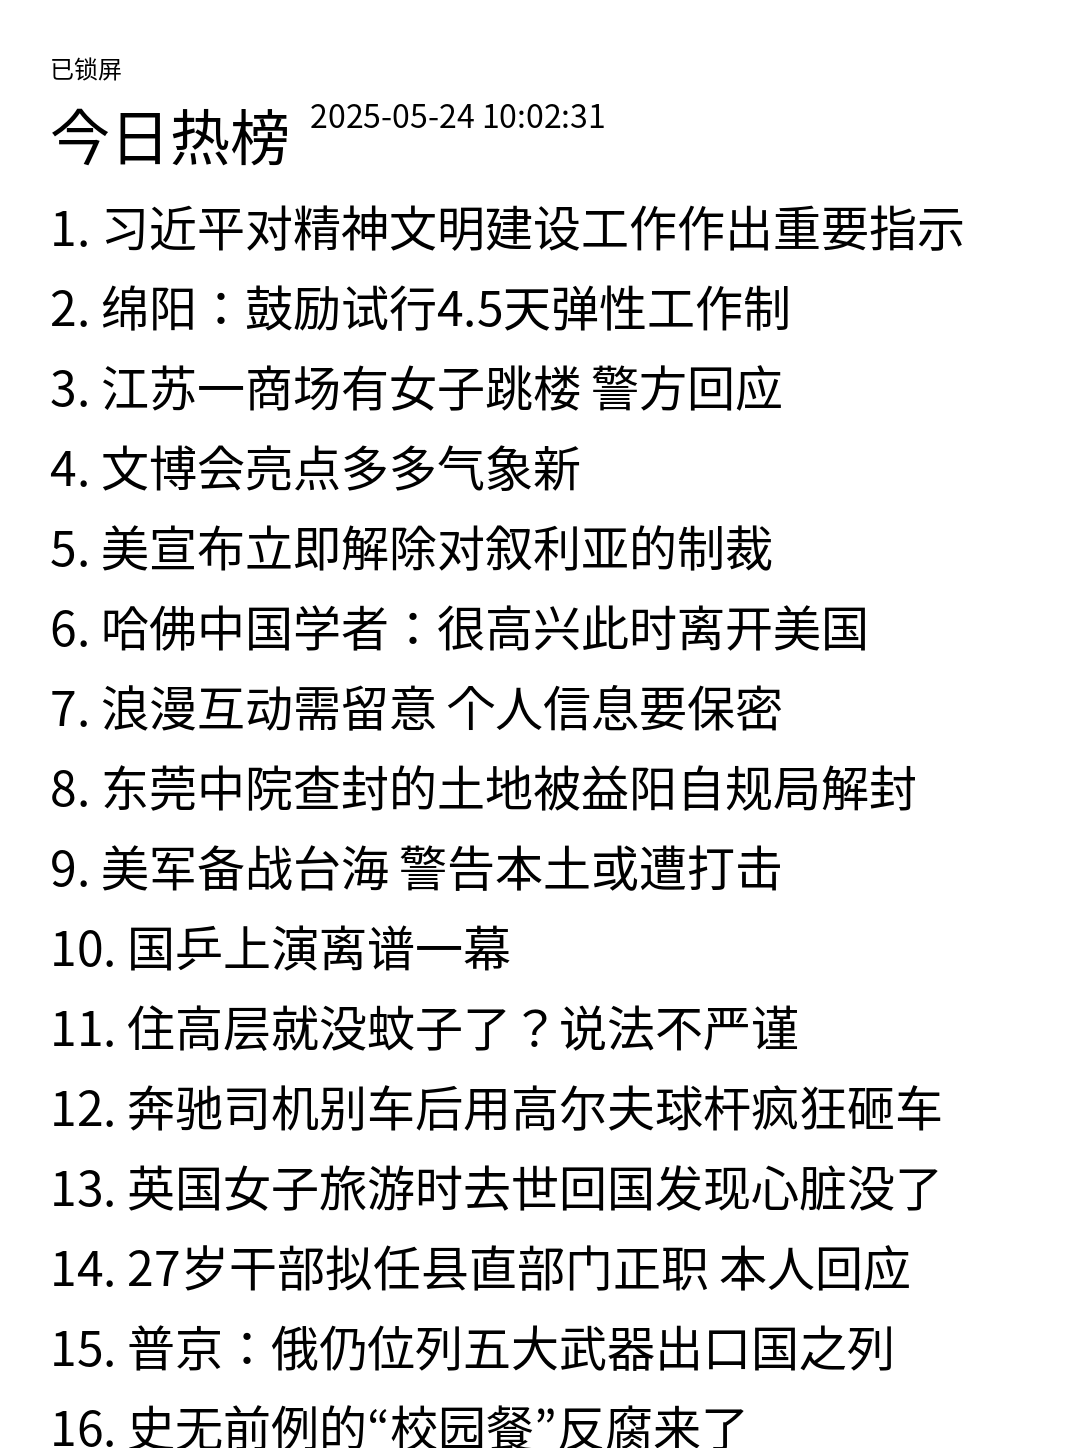 已锁屏
今日热榜 2025-05-24 10:02:31
1. 习近平对精神文明建设工作作出重要指示
2. 绵阳：鼓励试行4.5天弹性工作制
3. 江苏一商场有女子跳楼 警方回应
4. 文博会亮点多多气象新
5. 美宣布立即解除对叙利亚的制裁
6. 哈佛中国学者：很高兴此时离开美国
7. 浪漫互动需留意 个人信息要保密
8. 东莞中院查封的土地被益阳自规局解封
9. 美军备战台海 警告本土或遭打击
10. 国乒上演离谱一幕
11. 住高层就没蚊子了？说法不严谨
12. 奔驰司机别车后用高尔夫球杆疯狂砸车
13. 英国女子旅游时去世回国发现心脏没了
14. 27岁干部拟任县直部门正职 本人回应
15. 普京：俄仍位列五大武器出口国之列
16. 史无前例的“校园餐”反腐来了